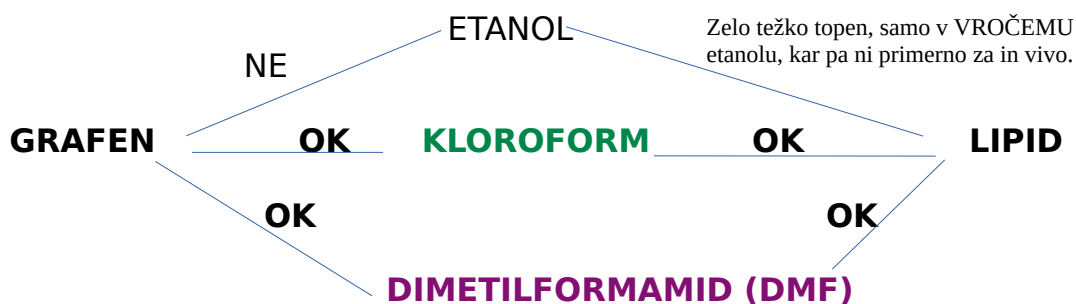 ETANOL
Zelo težko topen, samo v VROČEMU
etanolu, kar pa ni primerno za in vivo.
NE
GRAFEN OK KLOROFORM OK LIPID
OK OK
DIMETILFORMAMID (DMF)